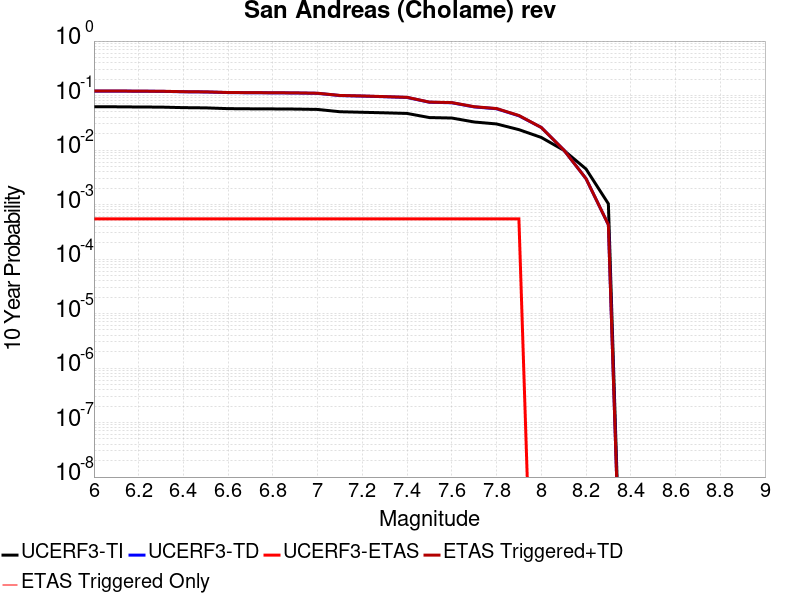 San Andreas (Cholame) rev
10 0
10 -1
10 -2
10 -3
10 -4
10 -5
10 -6
10 -7
10 -8
10 Year Probability
6 6.2 6.4 6.6 6.8 7 7.2 7.4 7.6 7.8 8 8.2 8.4 8.6 8.8 9
Magnitude
UCERF3-TI UCERF3-TD UCERF3-ETAS ETAS Triggered+TD
ETAS Triggered Only